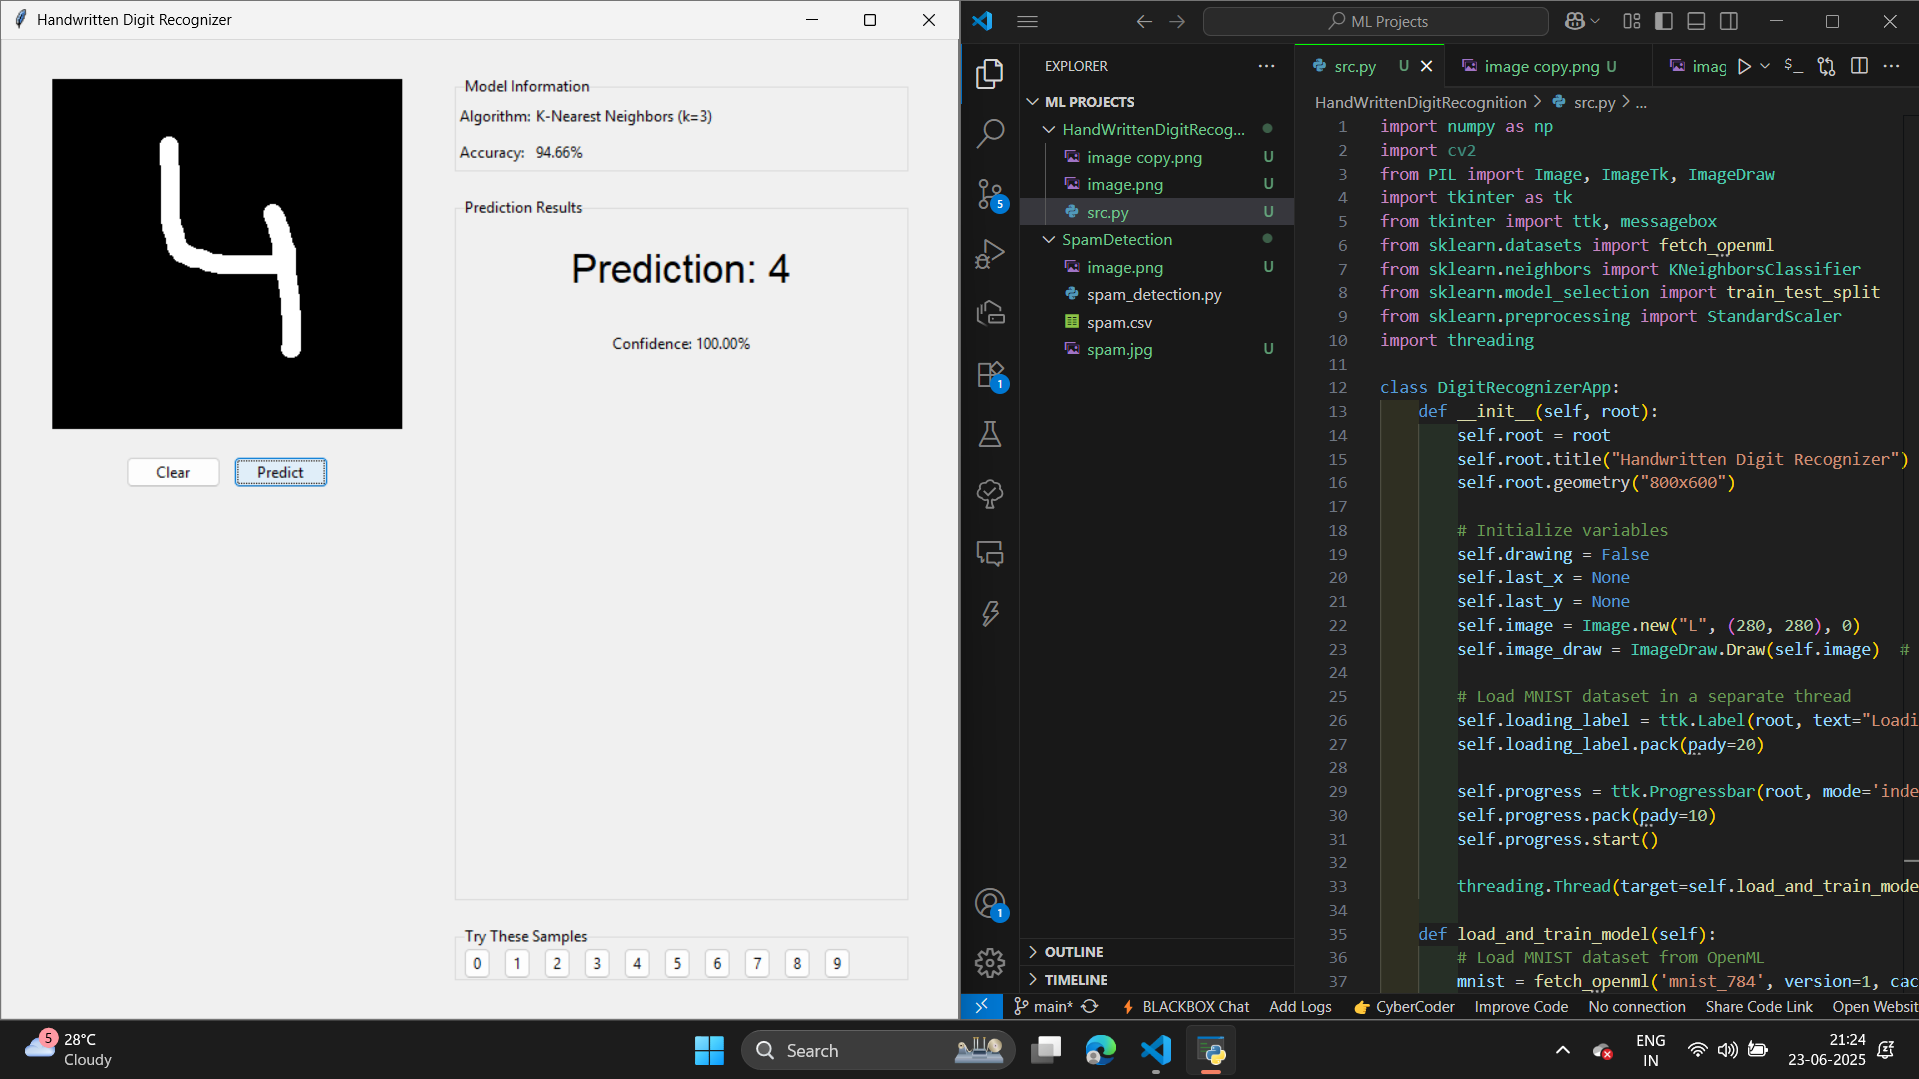 Handwritten Digit Recognizer
4
Clear
Predict
Model Information
Algorithm: K-Nearest Neighbors (k=3)
Accuracy: 94.66%
Prediction Results
Prediction: 4
Confidence: 100.00%
Try These Samples
0 1 2 3 4 5 6 7 8 9
ML Projects
EXPLORER
ML PROJECTS
HandWrittenDigitRecog...
image copy.png U
image.png U
src.py U
SpamDetection
image.png U
spam_detection.py
spam.csv
spam.jpg U
OUTLINE
TIMELINE
5
1
1
src.py U
image copy.png U
imag
HandWrittenDigitRecognition > src.py > ...
1 import numpy as np
2 import cv2
3 from PIL import Image, ImageTk, ImageDraw
4 import tkinter as tk
5 from tkinter import ttk, messagebox
6 from sklearn.datasets import fetch_openml
7 from sklearn.neighbors import KNeighborsClassifier
8 from sklearn.model_selection import train_test_split
9 from sklearn.preprocessing import StandardScaler
10 import threading
11
12 class DigitRecognizerApp:
13 def __init__(self, root):
14 self.root = root
15 self.root.title("Handwritten Digit Recognizer")
16 self.root.geometry("800x600")
17
18 # Initialize variables
19 self.drawing = False
20 self.last_x = None
21 self.last_y = None
22 self.image = Image.new("L", (280, 280), 0)
23 self.image_draw = ImageDraw.Draw(self.image) #
24
25 # Load MNIST dataset in a separate thread
26 self.loading_label = ttk.Label(root, text="Loadi
27 self.loading_label.pack(pady=20)
28
29 self.progress = ttk.Progressbar(root, mode='inde
30 self.progress.pack(pady=10)
31 self.progress.start()
32
33 threading.Thread(target=self.load_and_train_mode
34
35 def load_and_train_model(self):
36 # Load MNIST dataset from OpenML
37 mnist = fetch_openml('mnist_784', version=1, cac
main* BLACKBOX Chat Add Logs CyberCoder Improve Code No connection Share Code Link Open Websit
5
28°C
Cloudy
Search
ENG
IN
21:24
23-06-2025